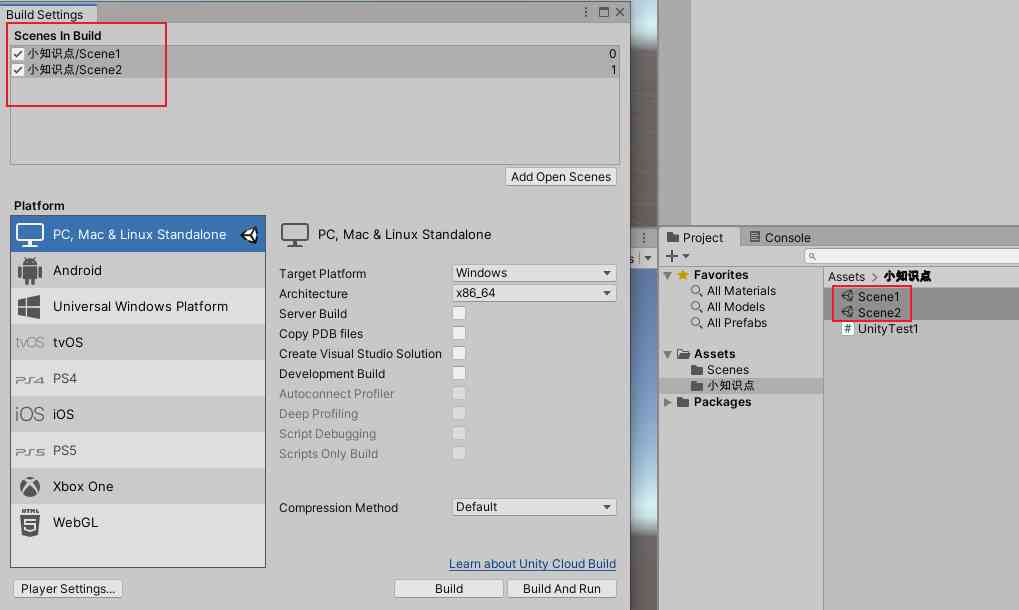 Build Settings
Scenes In Build
小知识点/Scene1 0
小知识点/Scene2 1
Add Open Scenes
Platform
PC, Mac & Linux Standalone
Android
Universal Windows Platform
tvOS tvOS
PS4 PS4
iOS iOS
PS5 PS5
Xbox One
HTML 5 WebGL
Player Settings...
PC, Mac & Linux Standalone
Target Platform Windows
Architecture x86_64
Server Build
Copy PDB files
Create Visual Studio Solution
Development Build
Autoconnect Profiler
Deep Profiling
Script Debugging
Scripts Only Build
Compression Method Default
Learn about Unity Cloud Build
Build Build And Run
s
Project Console
Favorites
All Materials
All Models
All Prefabs
Assets
Scenes
小知识点
Packages
Assets > 小知识点
Scene1
Scene2
# UnityTest1